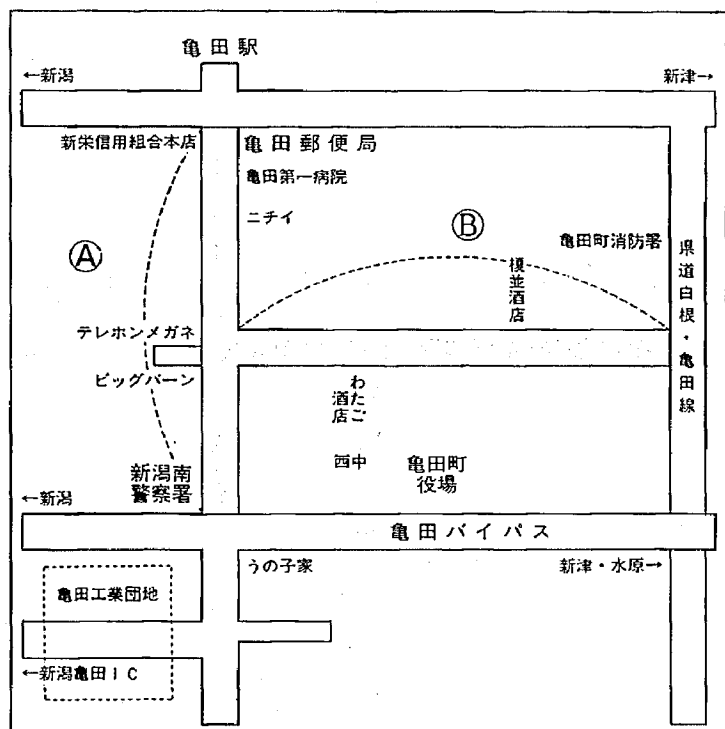 亀田駅
←新潟
新津→
新栄信用組合本店
亀田郵便局
亀田第一病院
ニチイ
Ⓐ
Ⓑ
亀田町消防署
榎並酒店
県道白根・亀田線
テレホンメガネ
ビッグバーン
わたご
酒店
西中
亀田町
役場
新潟南
警察署
←新潟
亀田バイパス
うの子家
新津・水原→
亀田工業団地
←新潟亀田IC